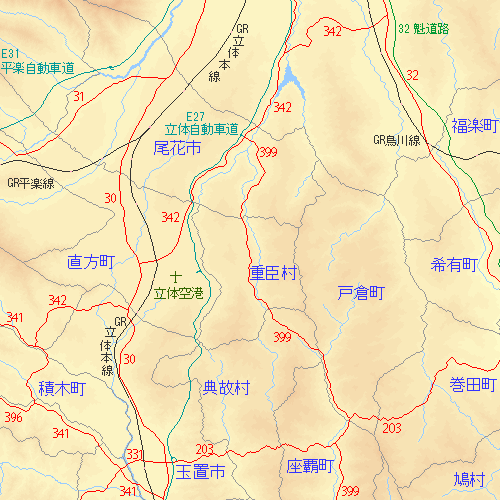 GR
立体本線
342
32 魁道路
E31
平楽自動車道
32
31
342
E27
立体自動車道
福楽町
GR鳥川線
尾花市
399
GR平楽線
30
342
直方町
十
立体空港
重臣村
希有町
戸倉町
342
341
GR
立体本線
399
30
積木町
典故村
巻田町
396
341
203
203
331
玉置市
座覇町
鳩村
341
399